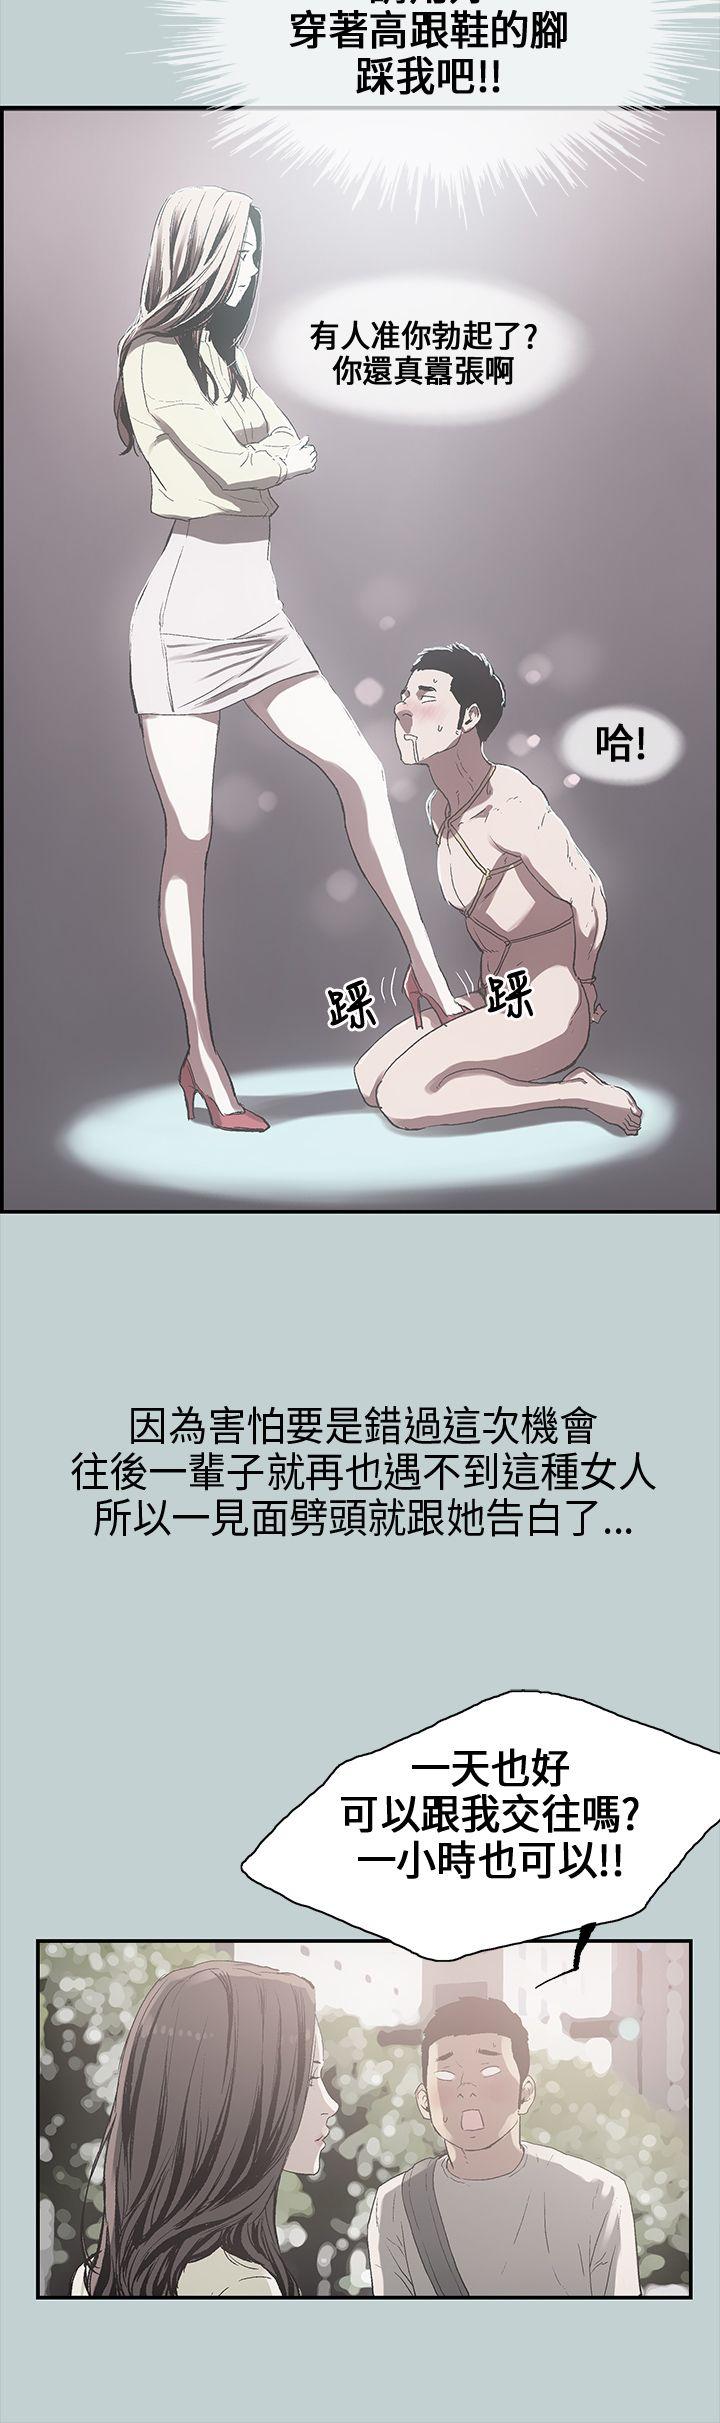 穿著高跟鞋的腳
踩我吧!!
有人准你勃起了?
你還真囂張啊
哈!
踩
踩
因為害怕要是錯過這次機會
往後一輩子就再也遇不到這種女人
所以一見面劈頭就跟她告白了...
一天也好
可以跟我交往嗎?
一小時也可以!!